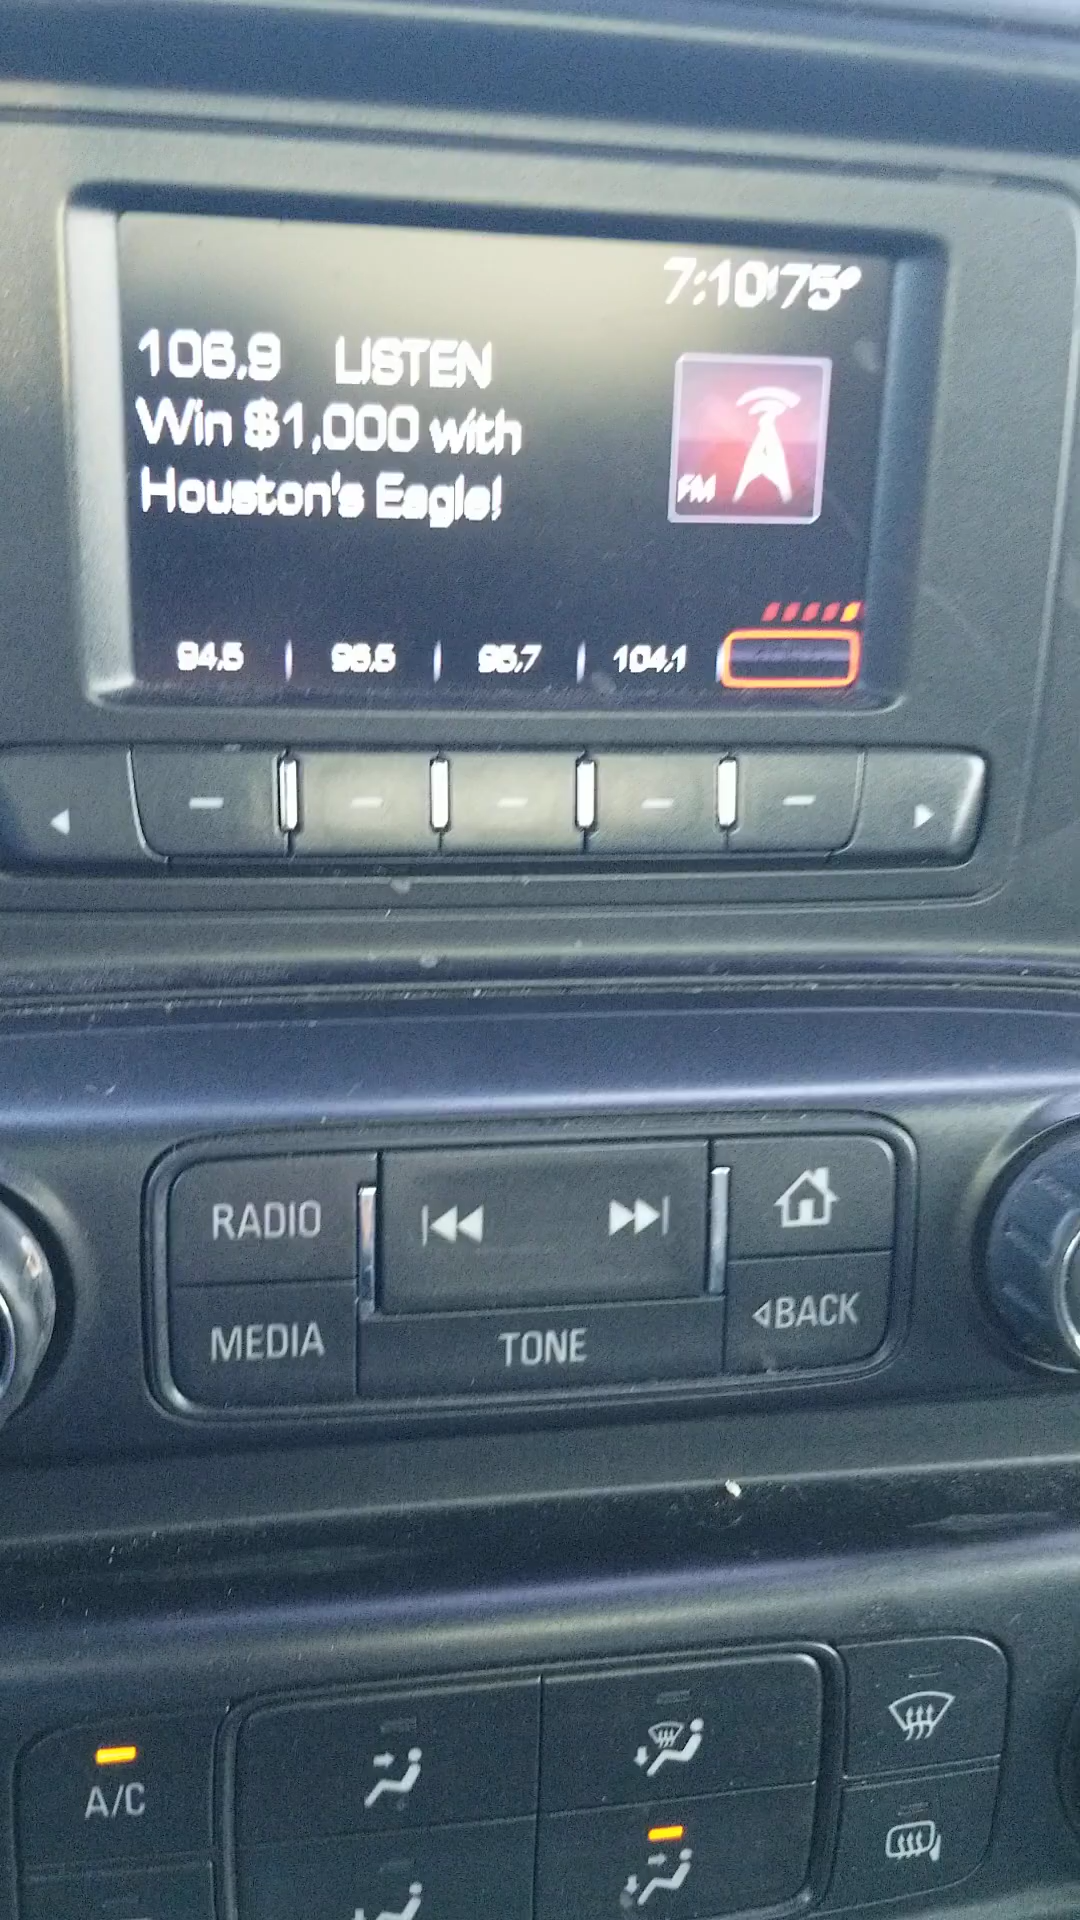 7:10 75°
106.9 LISTEN
Win $1,000 with
Houston's Eagle!
FM
94.5 96.5 95.7 104.1
RADIO
MEDIA
TONE
BACK
A/C